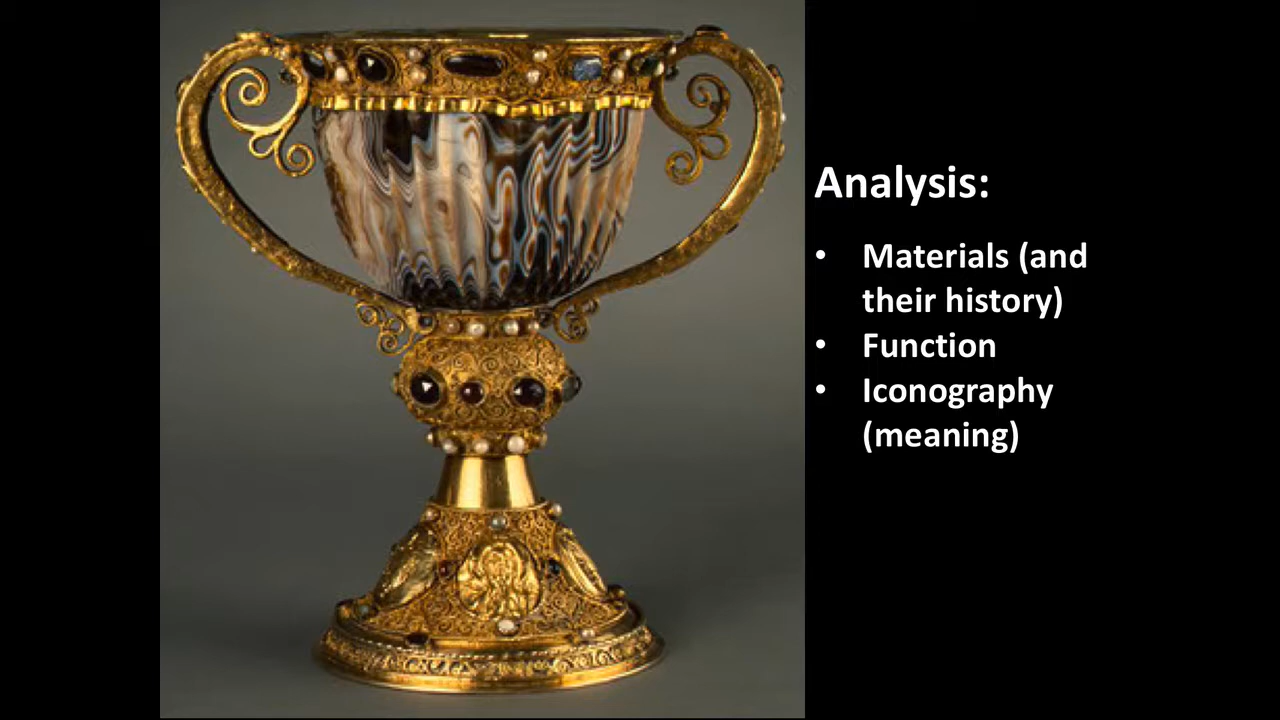 Analysis:
• Materials (and
their history)
• Function
• Iconography
(meaning)